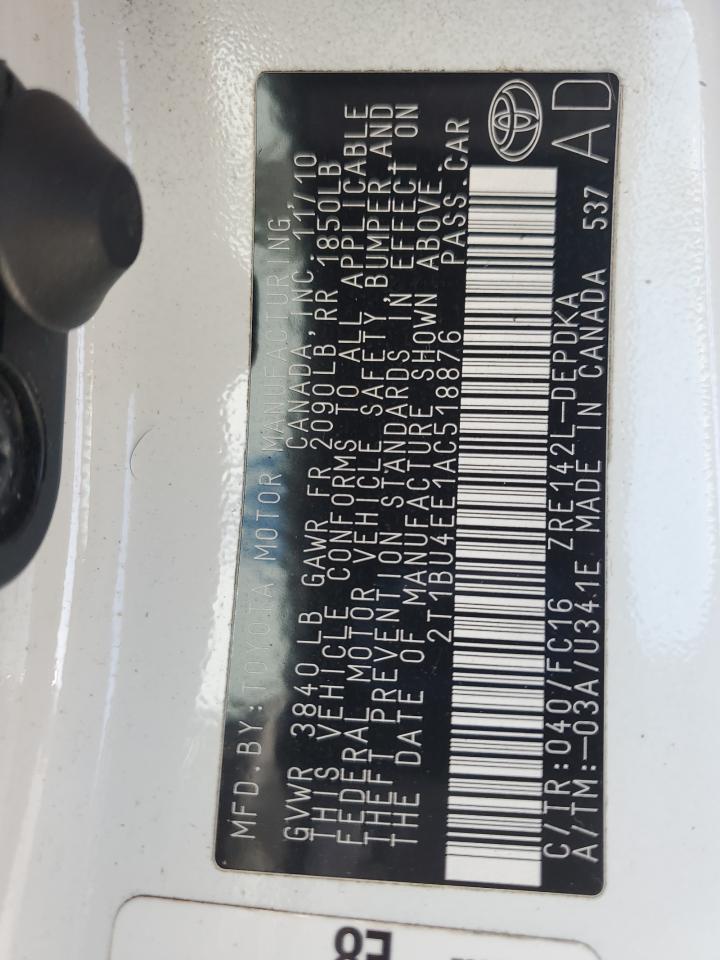 MFD.BY:TOYOTA MOTOR MANUFACTURING
CANADA, INC. 11/10
GVWR 3840 LB GAWR FR 2090LB RR 1850LB
THIS VEHICLE CONFORMS TO ALL APPLICABLE
FEDERAL MOTOR VEHICLE SAFETY, BUMPER, AND
THEFT PREVENTION STANDARDS IN EFFECT ON
THE DATE OF MANUFACTURE SHOWN ABOVE.
2T1BU4EE1AC518876 PASS.CAR
C/TR:040/FC16 ZRE142L-DEPDKA
A/TM:-03A/U341E MADE IN CANADA 537 AD